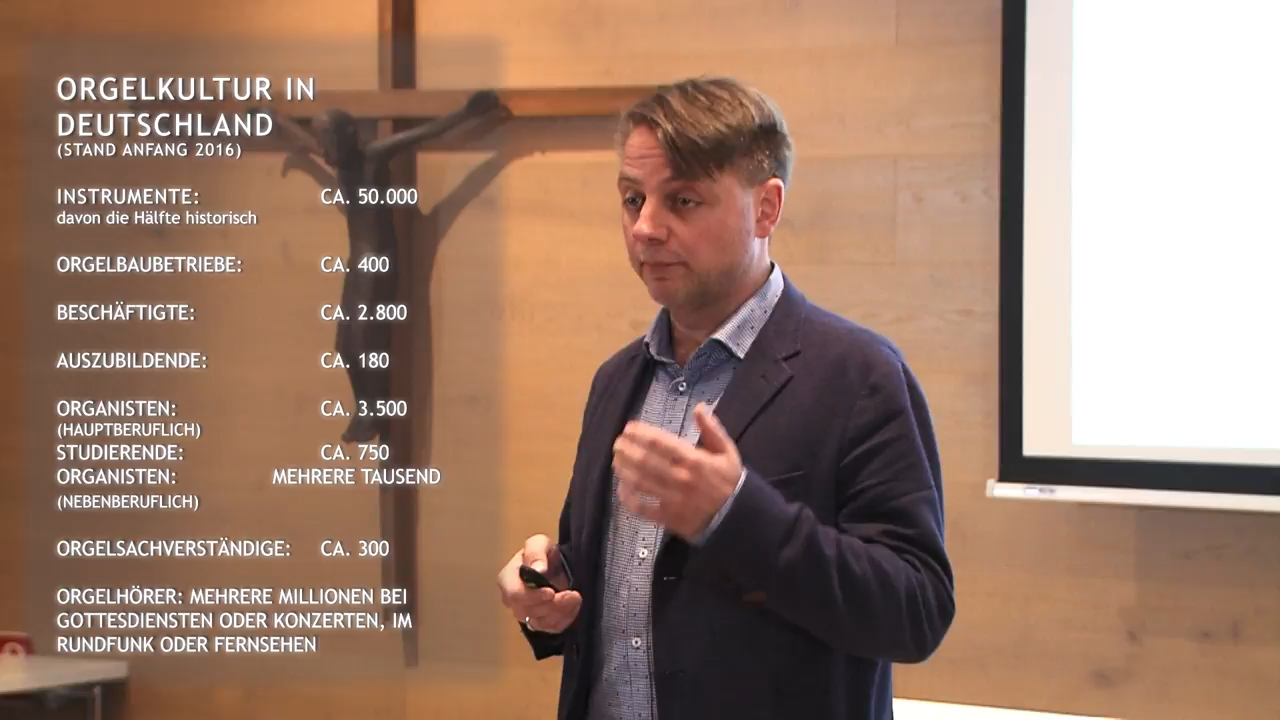 ORGELKULTUR IN
DEUTSCHLAND
(STAND ANFANG 2016)
INSTRUMENTE: CA. 50.000
davon die Hälfte historisch
ORGELBAUBETRIEBE: CA. 400
BESCHÄFTIGTE: CA. 2.800
AUSZUBILDENDE: CA. 180
ORGANISTEN: CA. 3.500
(HAUPTBERUFLICH)
STUDIERENDE: CA. 750
ORGANISTEN: MEHRERE TAUSEND
(NEBENBERUFLICH)
ORGELSACHVERSTÄNDIGE: CA. 300
ORGELHÖRER: MEHRERE MILLIONEN BEI
GOTTESDIENSTEN ODER KONZERTEN, IM
RUNDFUNK ODER FERNSEHEN